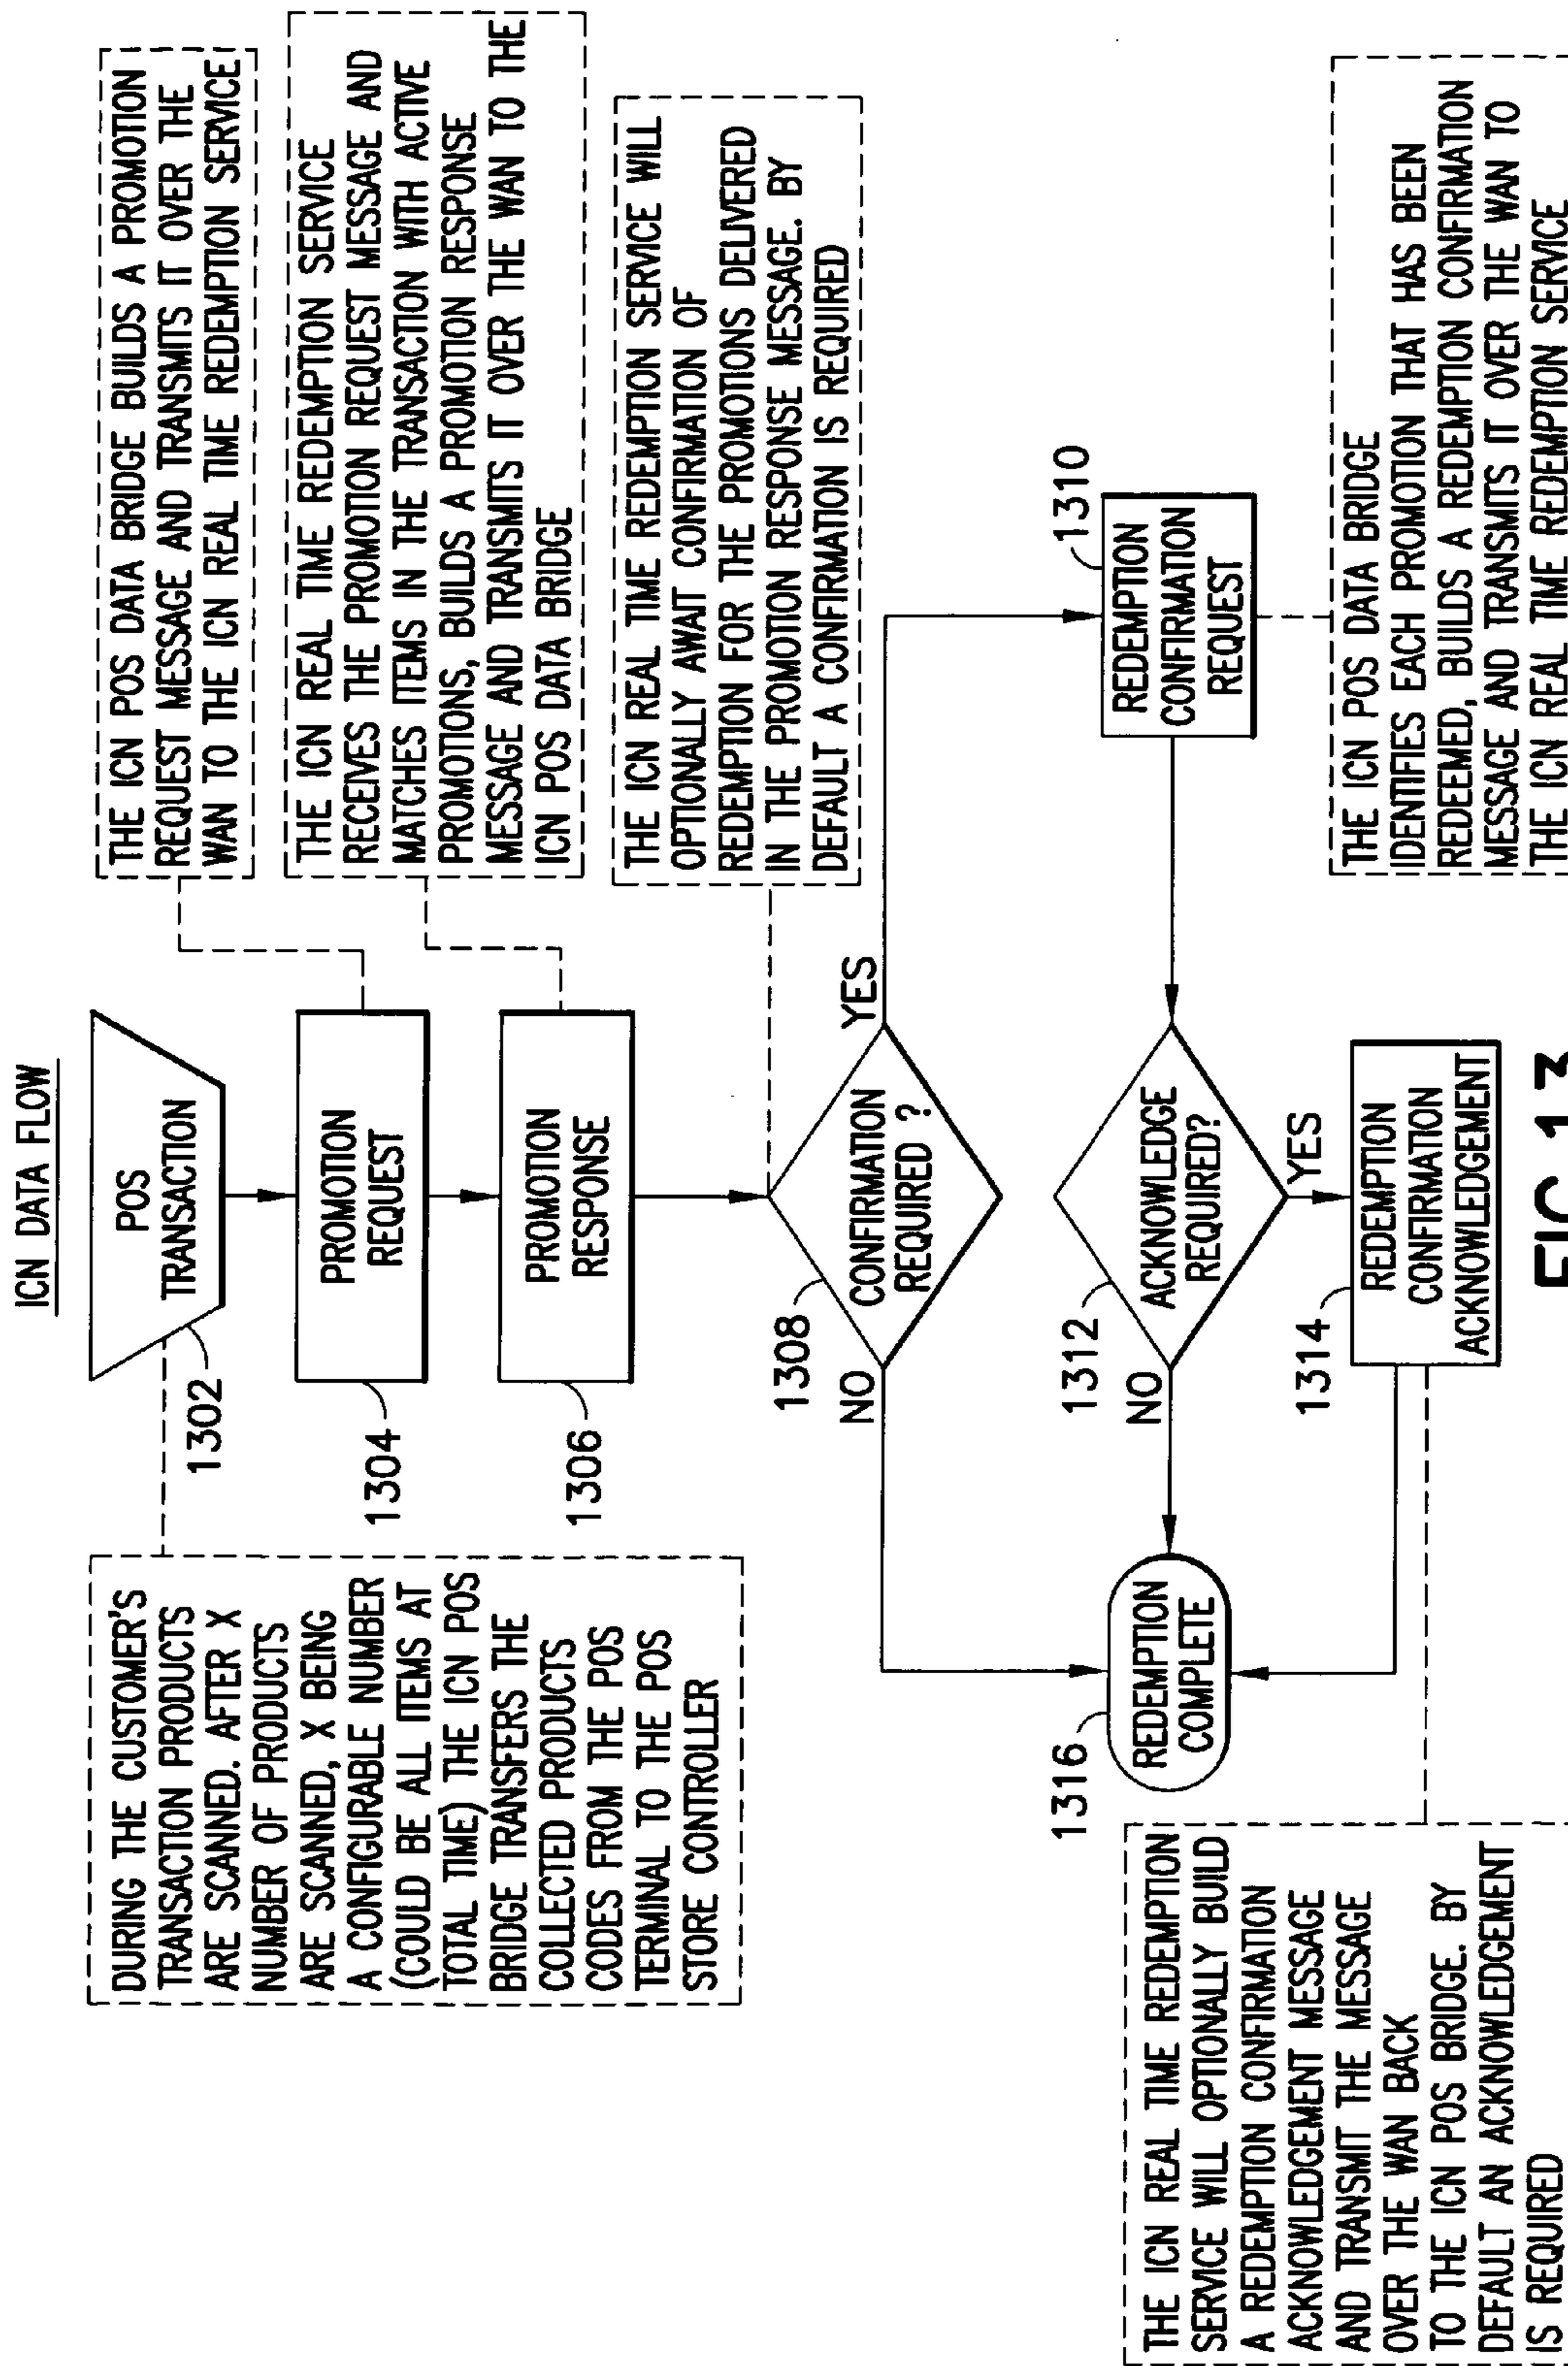 ICN DATA FLOW
DURING THE CUSTOMER'S
TRANSACTION PRODUCTS
ARE SCANNED. AFTER X
NUMBER OF PRODUCTS
ARE SCANNED, X BEING
A CONFIGURABLE NUMBER
(COULD BE ALL ITEMS AT
TOTAL TIME) THE ICN POS
BRIDGE TRANSFERS THE
COLLECTED PRODUCTS
CODES FROM THE POS
TERMINAL TO THE POS
STORE CONTROLLER
POS
TRANSACTION
1302
THE ICN POS DATA BRIDGE BUILDS A PROMOTION
REQUEST MESSAGE AND TRANSMITS IT OVER THE
WAN TO THE ICN REAL TIME REDEMPTION SERVICE
PROMOTION
REQUEST
1304
THE ICN REAL TIME REDEMPTION SERVICE
RECEIVES THE PROMOTION REQUEST MESSAGE AND
MATCHES ITEMS IN THE TRANSACTION WITH ACTIVE
PROMOTIONS, BUILDS A PROMOTION RESPONSE
MESSAGE AND TRANSMITS IT OVER THE WAN TO THE
ICN POS DATA BRIDGE
PROMOTION
RESPONSE
1306
THE ICN REAL TIME REDEMPTION SERVICE WILL
OPTIONALLY AWAIT CONFIRMATION OF
REDEMPTION FOR THE PROMOTIONS DELIVERED
IN THE PROMOTION RESPONSE MESSAGE. BY
DEFAULT A CONFIRMATION IS REQUIRED
1308
NO
CONFIRMATION
REQUIRED ?
YES
1310
REDEMPTION
CONFIRMATION
REQUEST
1312
NO
ACKNOWLEDGE
REQUIRED?
YES
1316
REDEMPTION
COMPLETE
1314
REDEMPTION
CONFIRMATION
ACKNOWLEDGEMENT
THE ICN REAL TIME REDEMPTION
SERVICE WILL OPTIONALLY BUILD
A REDEMPTION CONFIRMATION
ACKNOWLEDGEMENT MESSAGE
AND TRANSMIT THE MESSAGE
OVER THE WAN BACK
TO THE ICN POS BRIDGE. BY
DEFAULT AN ACKNOWLEDGEMENT
IS REQUIRED
THE ICN POS DATA BRIDGE
IDENTIFIES EACH PROMOTION THAT HAS BEEN
REDEEMED, BUILDS A REDEMPTION CONFIRMATION
MESSAGE AND TRANSMITS IT OVER THE WAN TO
THE ICN REAL TIME REDEMPTION SERVICE
FIG. 13